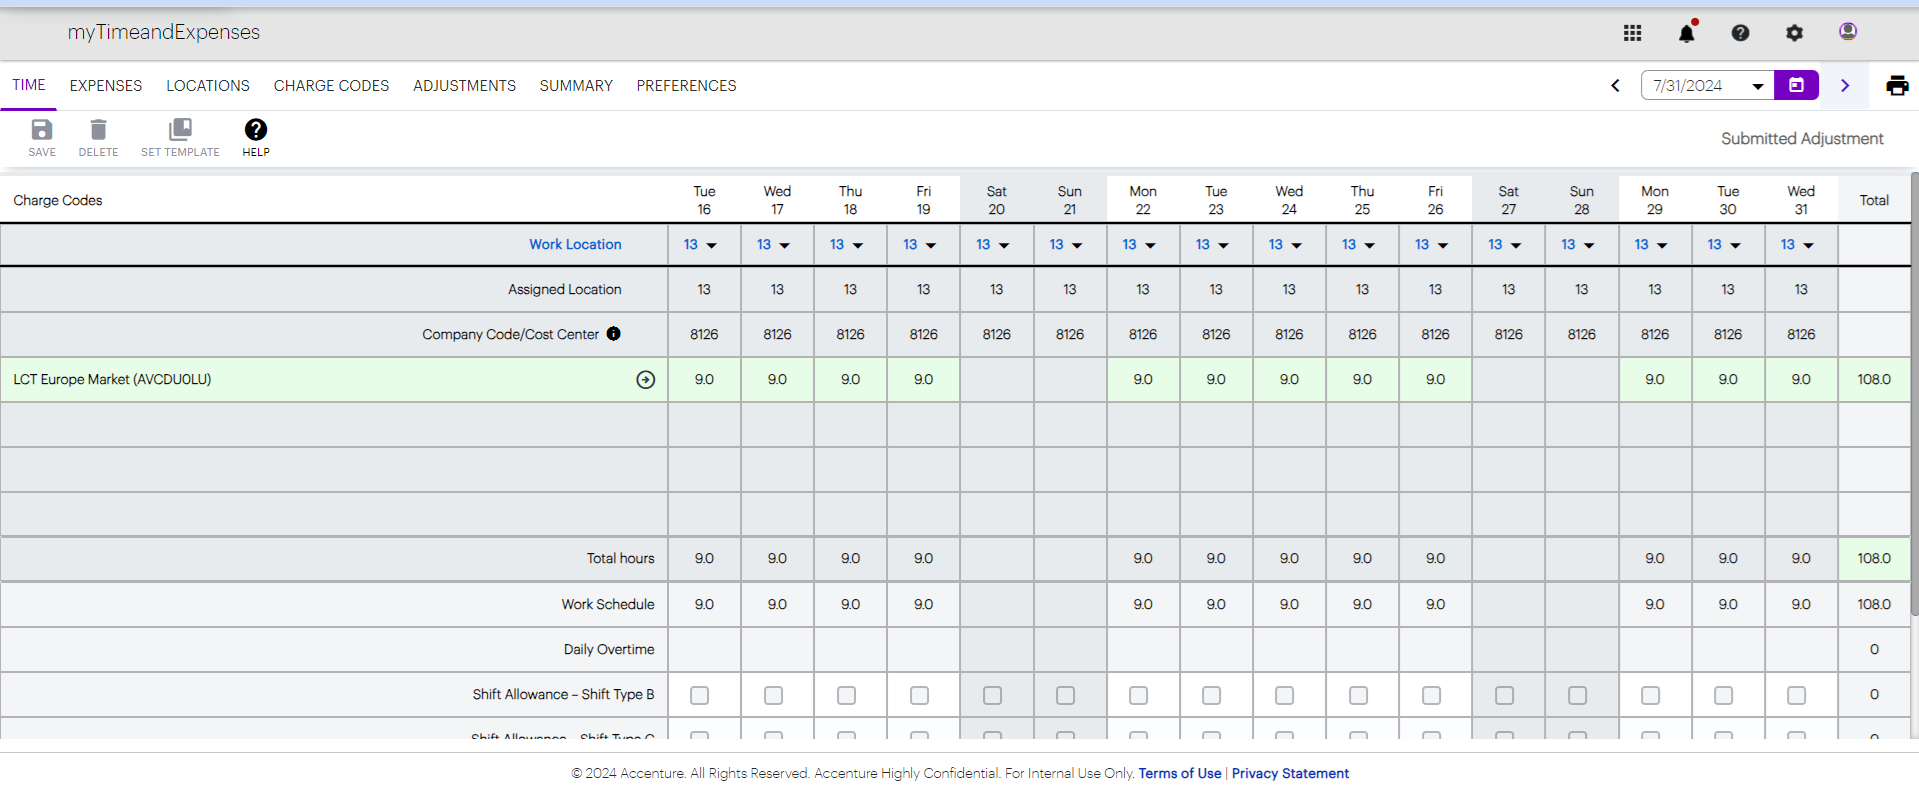 myTimeandExpenses
TIME EXPENSES LOCATIONS CHARGE CODES ADJUSTMENTS SUMMARY PREFERENCES 7/31/2024
SAVE DELETE SET TEMPLATE HELP Submitted Adjustment
Charge Codes Tue 16 Wed 17 Thu 18 Fri 19 Sat 20 Sun 21 Mon 22 Tue 23 Wed 24 Thu 25 Fri 26 Sat 27 Sun 28 Mon 29 Tue 30 Wed 31 Total
Work Location 13 13 13 13 13 13 13 13 13 13 13 13 13 13 13 13
Assigned Location 13 13 13 13 13 13 13 13 13 13 13 13 13 13 13 13
Company Code/Cost Center 8126 8126 8126 8126 8126 8126 8126 8126 8126 8126 8126 8126 8126 8126 8126 8126
LCT Europe Market (AVCDU0LU) 9.0 9.0 9.0 9.0 9.0 9.0 9.0 9.0 9.0 9.0 9.0 9.0 108.0
Total hours 9.0 9.0 9.0 9.0 9.0 9.0 9.0 9.0 9.0 9.0 9.0 9.0 108.0
Work Schedule 9.0 9.0 9.0 9.0 9.0 9.0 9.0 9.0 9.0 9.0 9.0 9.0 108.0
Daily Overtime 0
Shift Allowance – Shift Type B 0
Shift Allowance – Shift Type C 0
© 2024 Accenture. All Rights Reserved. Accenture Highly Confidential. For Internal Use Only. Terms of Use | Privacy Statement